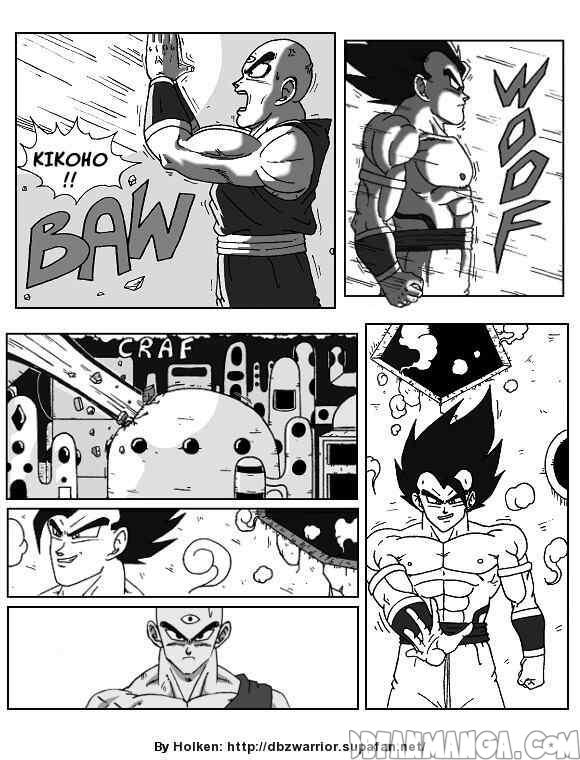 KIKOHO
!!
BAW
WOOF
CRAF
By Holken: http://dbzwarrior.supafan.net/
DBFANMANGA.COM